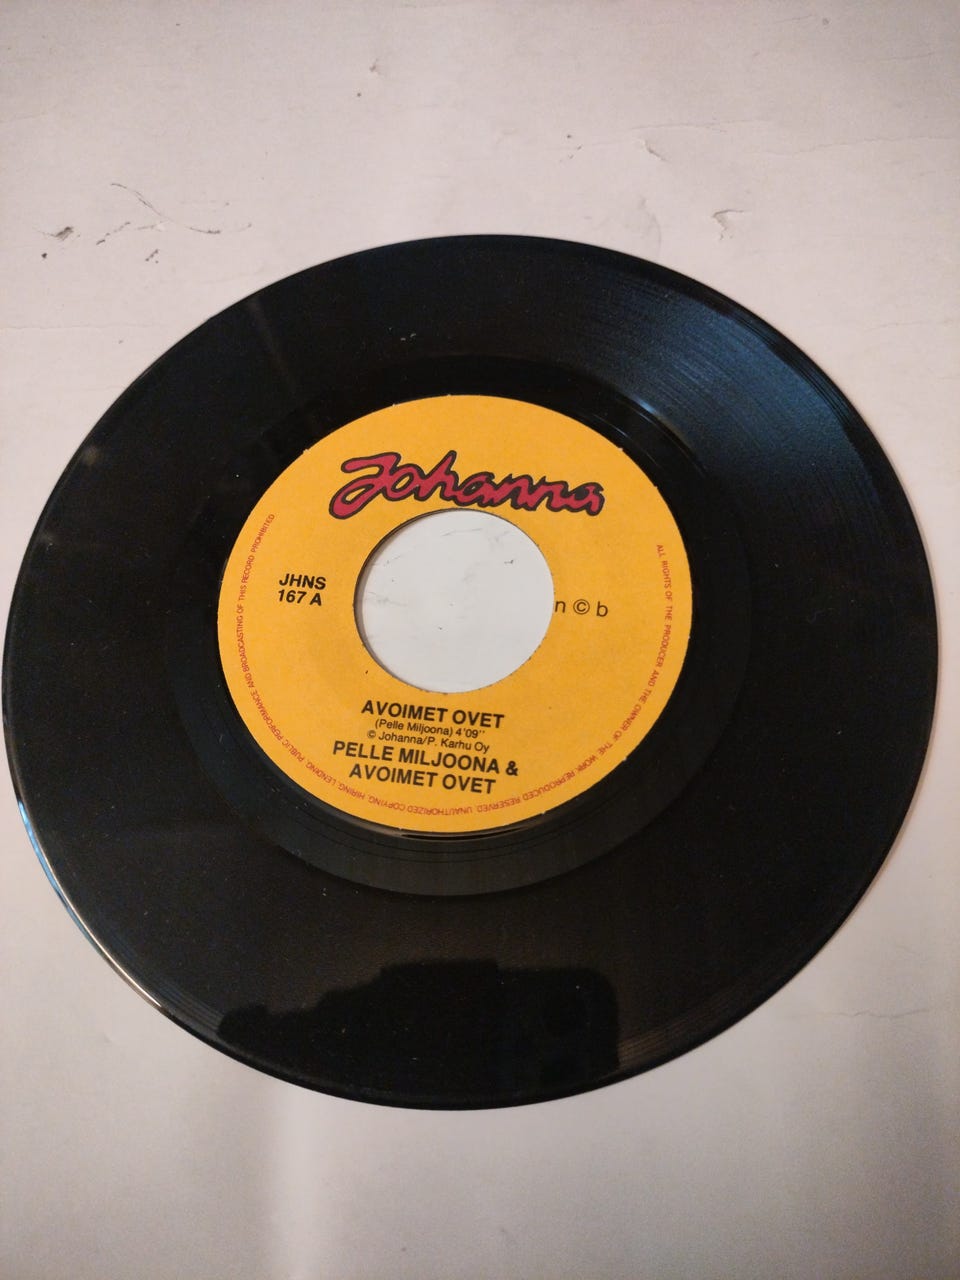 Johanna
JHNS
167 A
n©b
AVOIMET OVET
(Pelle Miljoona) 4'09''
© Johanna/P. Karhu Oy
PELLE MILJOONA &
AVOIMET OVET
ALL RIGHTS OF THE PRODUCER AND THE OWNER OF THE WORK REPRODUCED RESERVED. UNAUTHORIZED COPYING, HIRING, LENDING, PUBLIC PERFORMANCE AND BROADCASTING OF THIS RECORD PROHIBITED